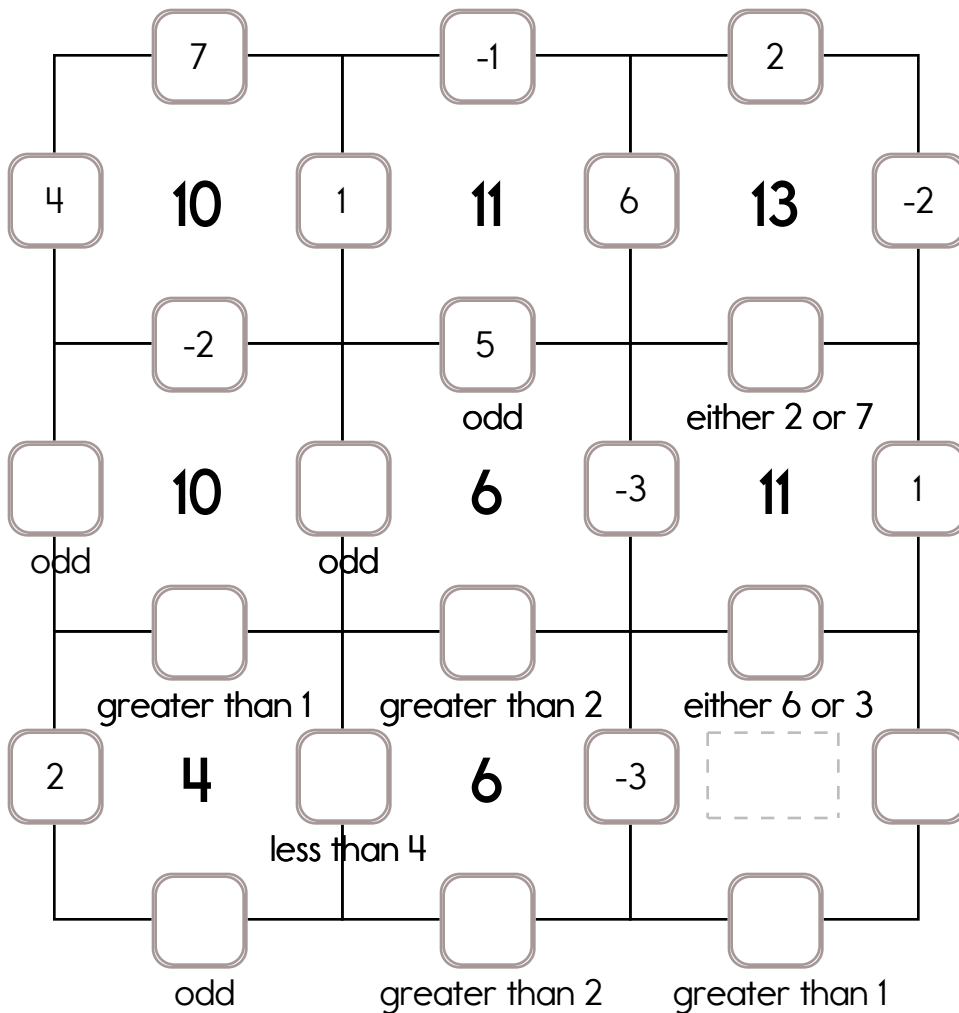 7 -1 2
4 10 1 11 6 13 -2
-2 5
odd either 2 or 7
10 6 -3 11 1
odd odd
greater than 1 greater than 2 either 6 or 3
2 4 6 -3
less than 4
odd greater than 2 greater than 1